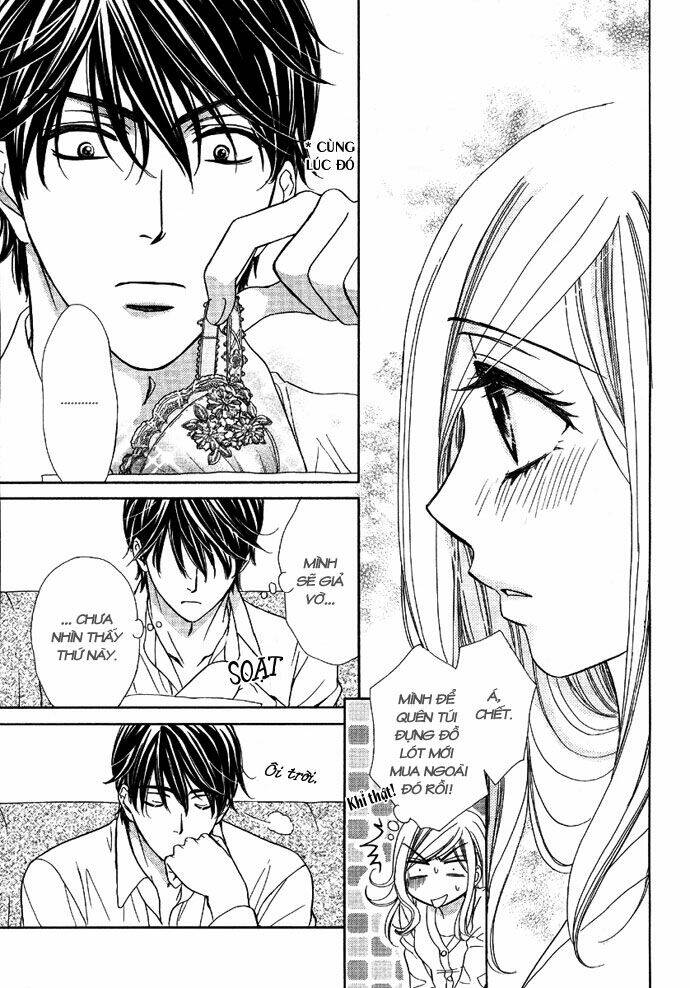 Á,
CHẾT.
MÌNH ĐỂ
QUÊN TÚI
ĐỰNG ĐỒ
LÓT MỚI
MUA NGOÀI
ĐÓ RỒI!
Khỉ thật!
* CÙNG
LÚC ĐÓ
............
MÌNH
SẼ GIẢ
VỜ...
... CHƯA
NHÌN THẤY
THỨ NÀY.
SOẠT
Ôi trời.